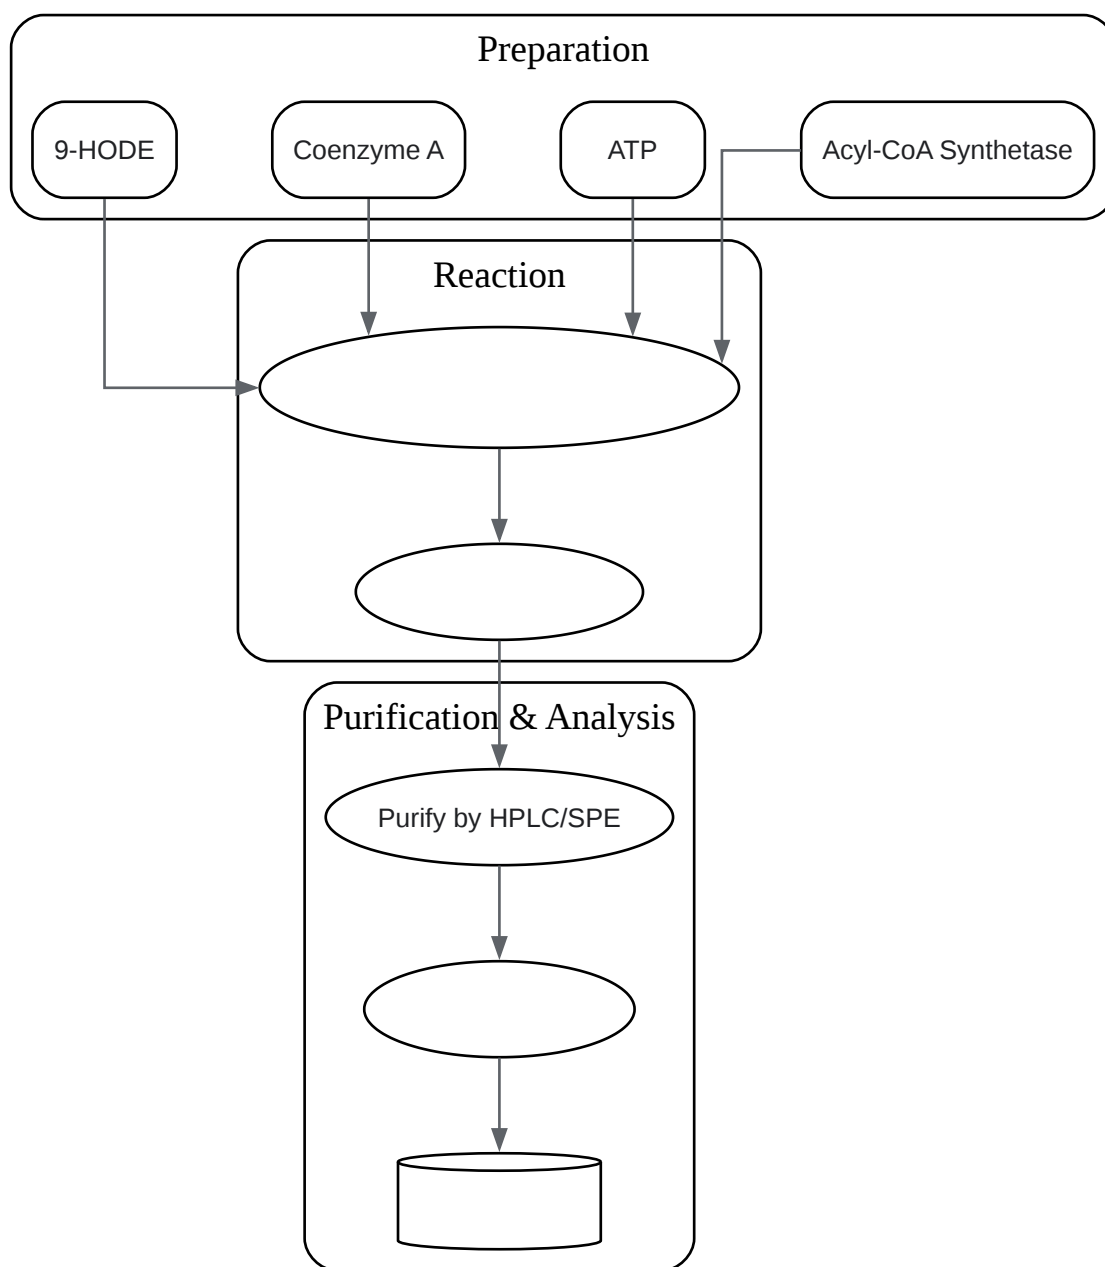 Preparation
9-HODE
Coenzyme A
ATP
Acyl-CoA Synthetase
Reaction
Purification & Analysis
Purify by HPLC/SPE